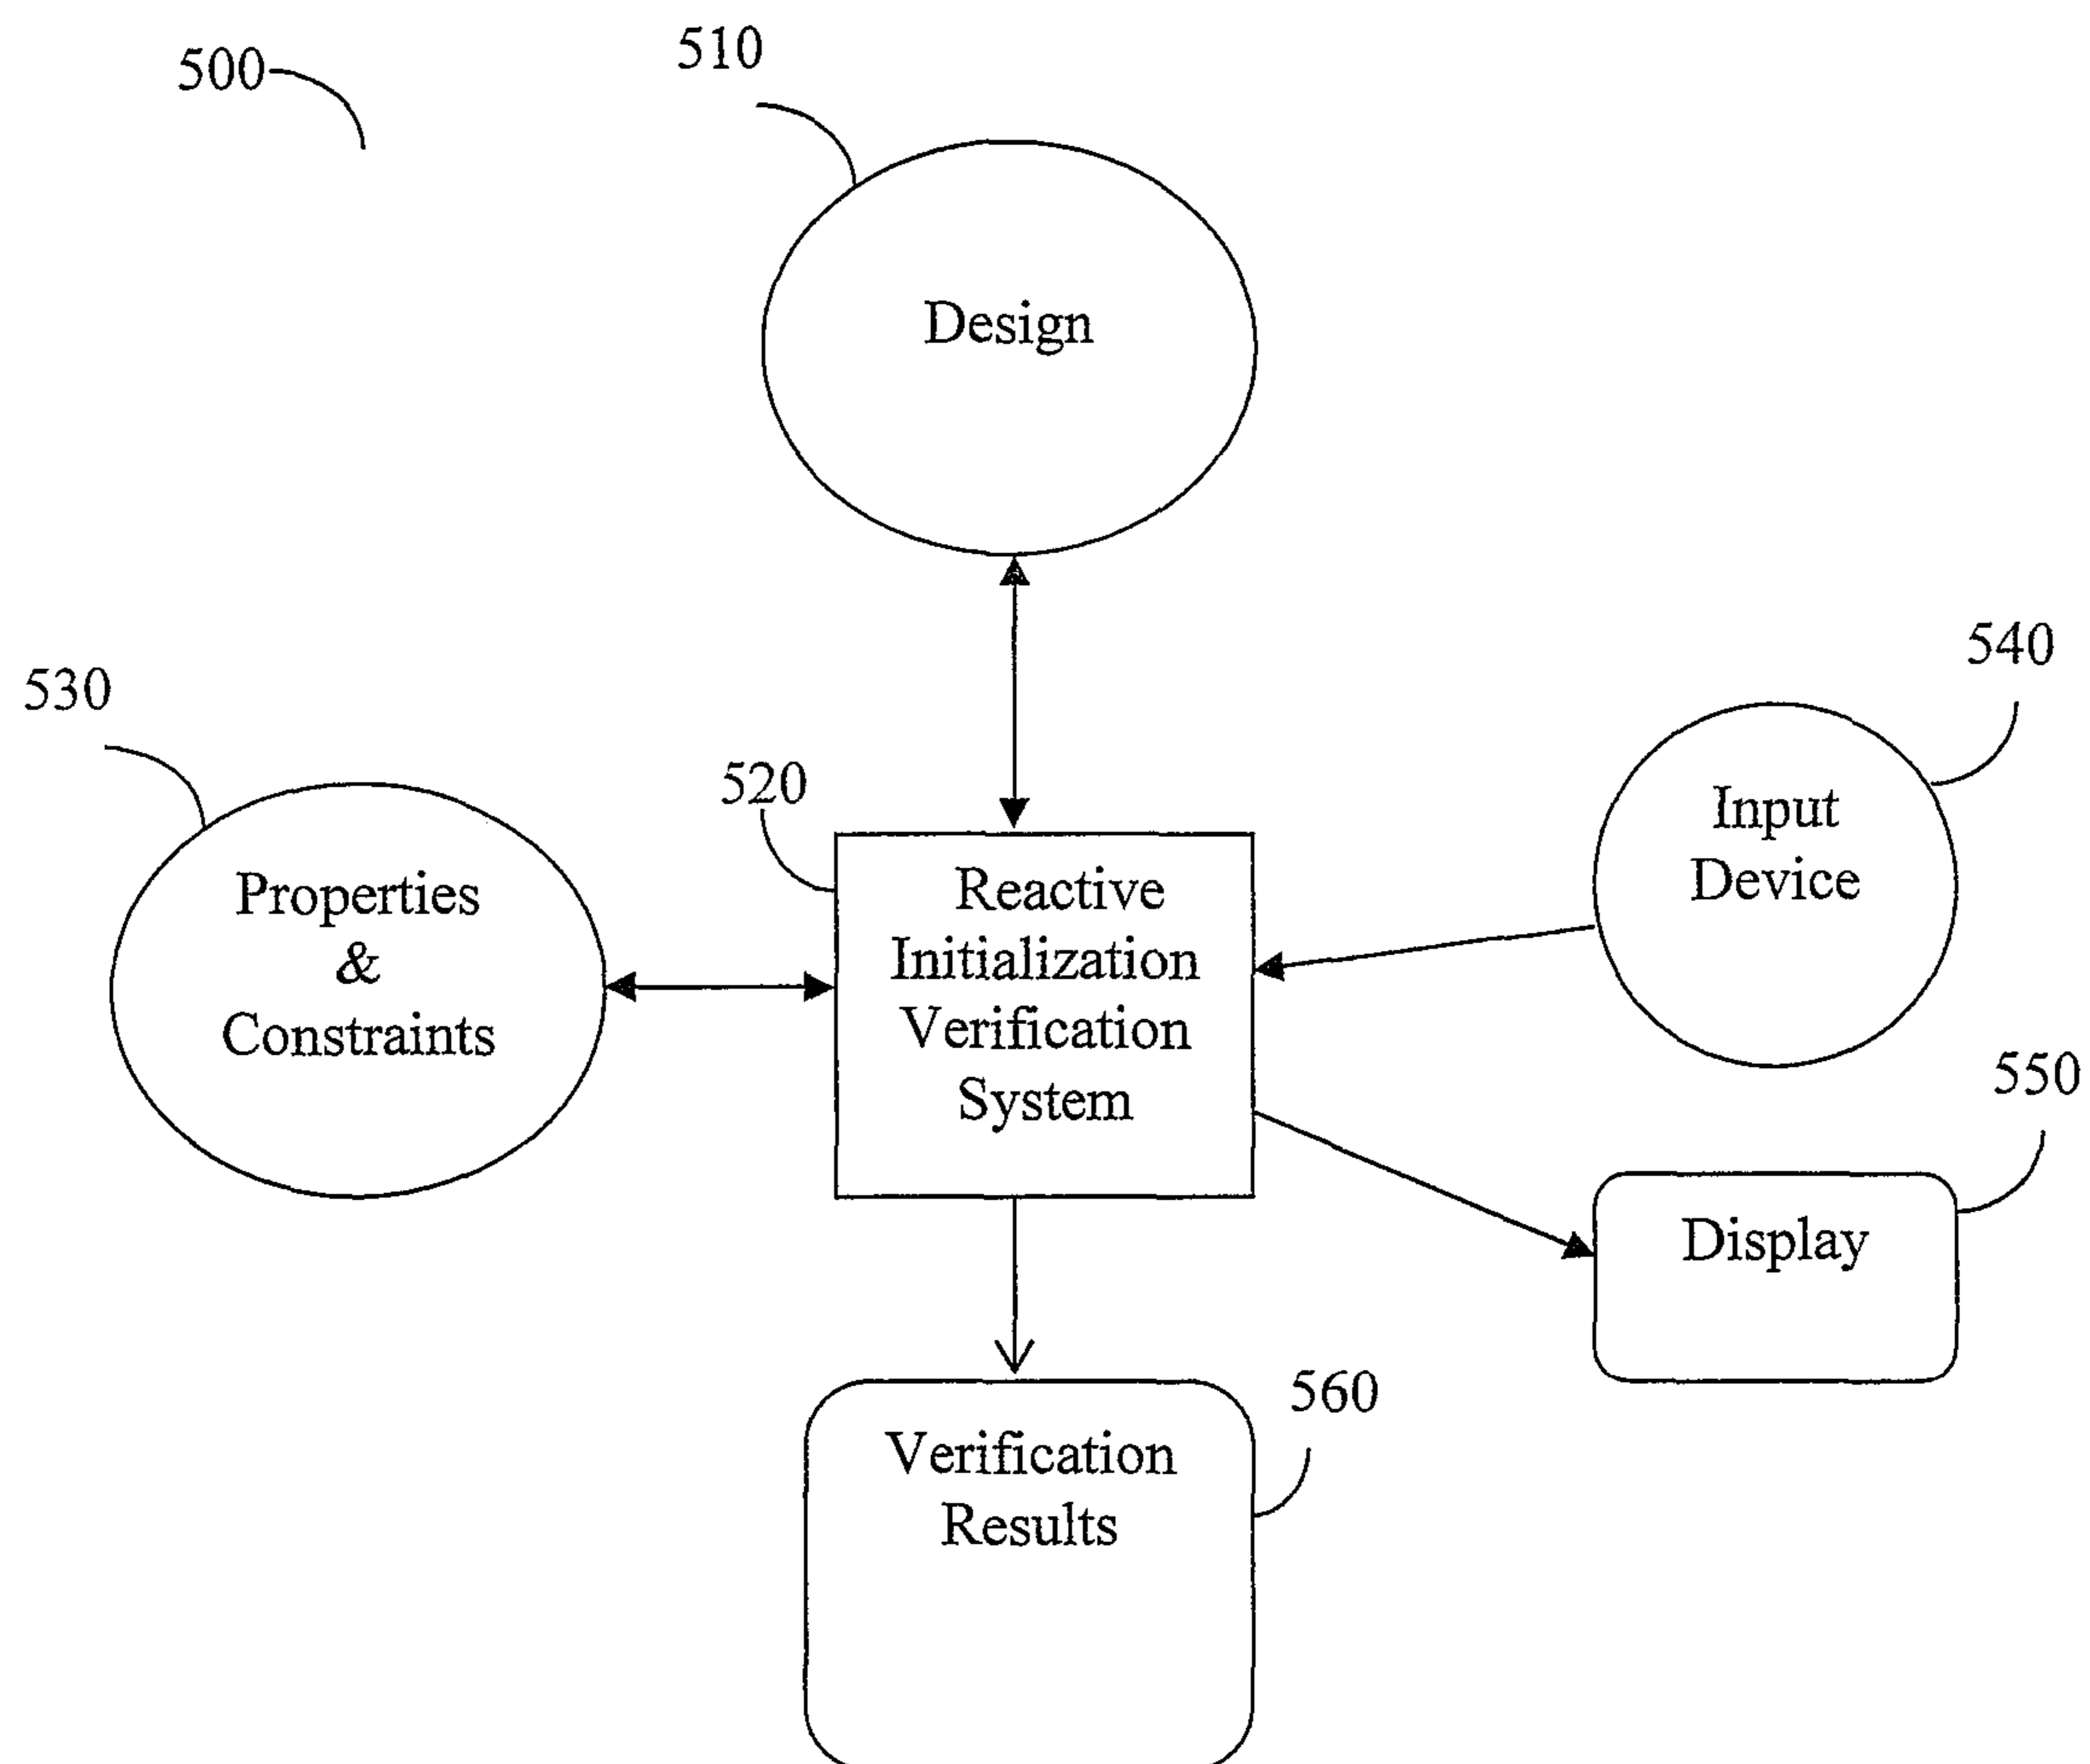 500
510
Design
530
520
540
Properties
&
Constraints
Reactive
Initialization
Verification
System
Input
Device
550
Display
560
Verification
Results